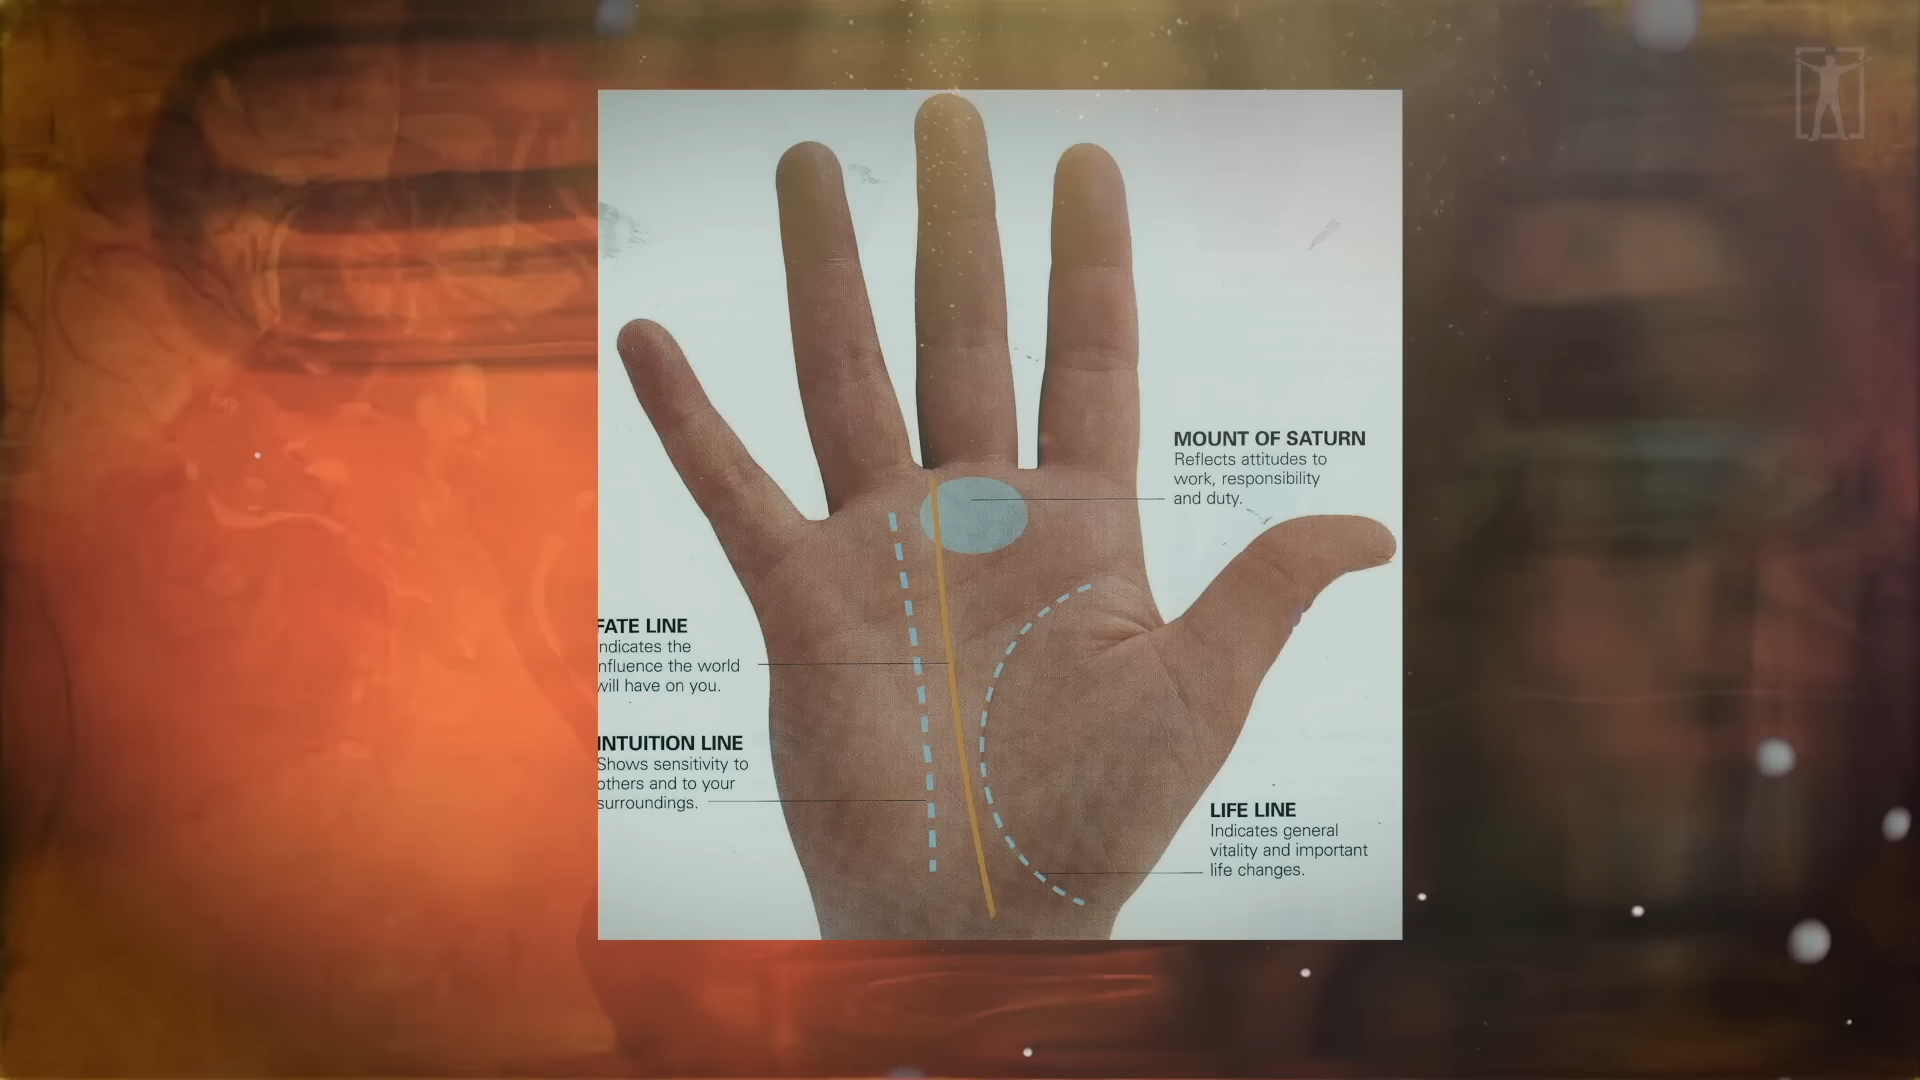 MOUNT OF SATURN
Reflects attitudes to
work, responsibility
and duty.
FATE LINE
ndicates the
nfluence the world
will have on you.
INTUITION LINE
Shows sensitivity to
others and to your
surroundings.
LIFE LINE
Indicates general
vitality and important
life changes.